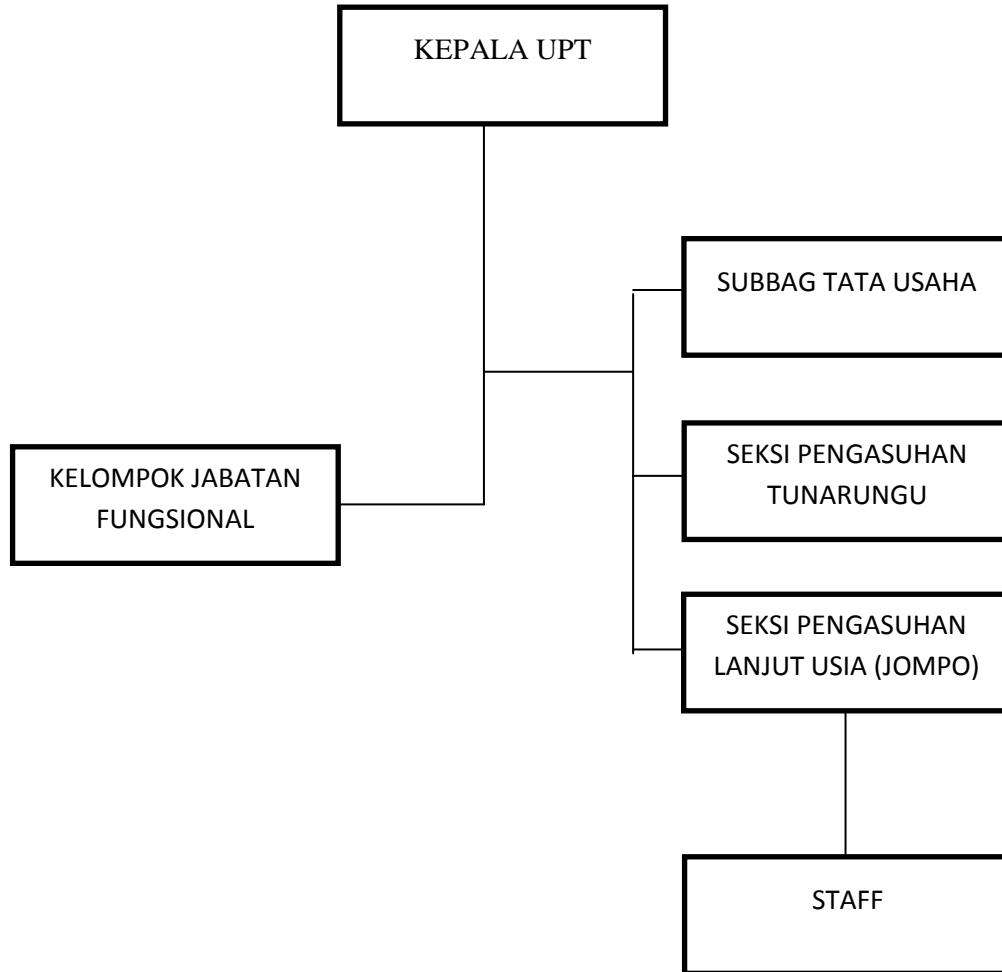 KEPALA UPT
SUBBAG TATA USAHA
KELOMPOK JABATAN
FUNGSIONAL
SEKSI PENGASUHAN
TUNARUNGU
SEKSI PENGASUHAN
LANJUT USIA (JOMPO)
STAFF